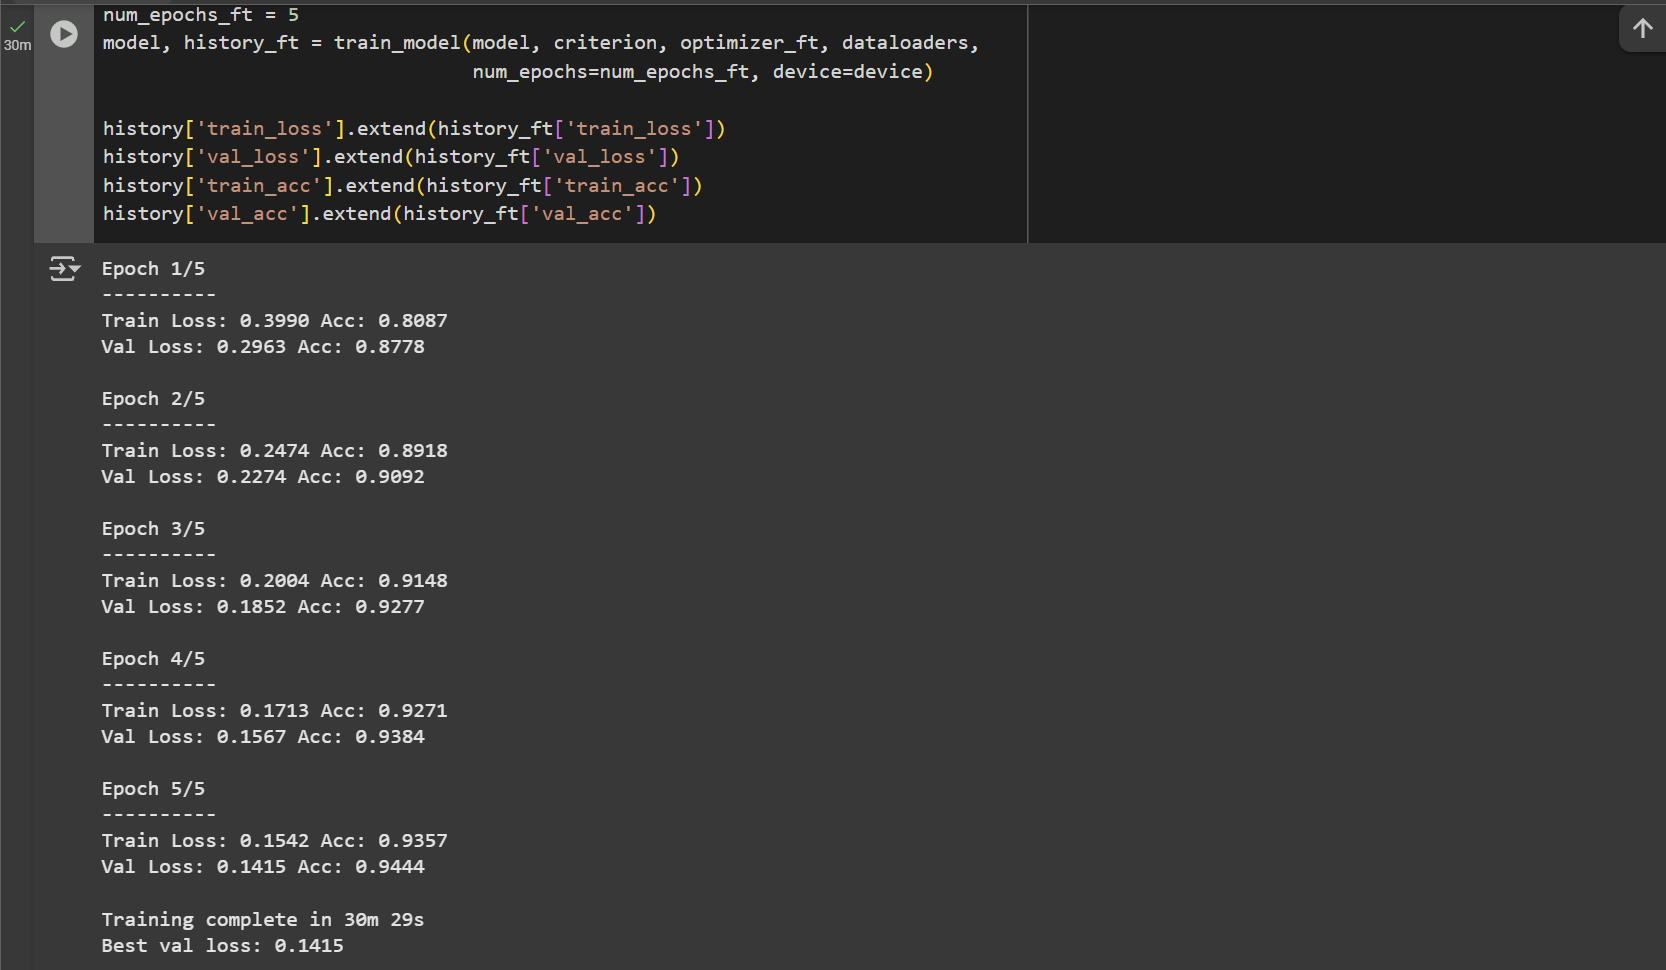 num_epochs_ft = 5
30m
model, history_ft = train_model(model, criterion, optimizer_ft, dataloaders,
num_epochs=num_epochs_ft, device=device)
history['train_loss'].extend(history_ft['train_loss'])
history['val_loss'].extend(history_ft['val_loss'])
history['train_acc'].extend(history_ft['train_acc'])
history['val_acc'].extend(history_ft['val_acc'])
Epoch 1/5
----------
Train Loss: 0.3990 Acc: 0.8087
Val Loss: 0.2963 Acc: 0.8778
Epoch 2/5
----------
Train Loss: 0.2474 Acc: 0.8918
Val Loss: 0.2274 Acc: 0.9092
Epoch 3/5
----------
Train Loss: 0.2004 Acc: 0.9148
Val Loss: 0.1852 Acc: 0.9277
Epoch 4/5
----------
Train Loss: 0.1713 Acc: 0.9271
Val Loss: 0.1567 Acc: 0.9384
Epoch 5/5
----------
Train Loss: 0.1542 Acc: 0.9357
Val Loss: 0.1415 Acc: 0.9444
Training complete in 30m 29s
Best val loss: 0.1415